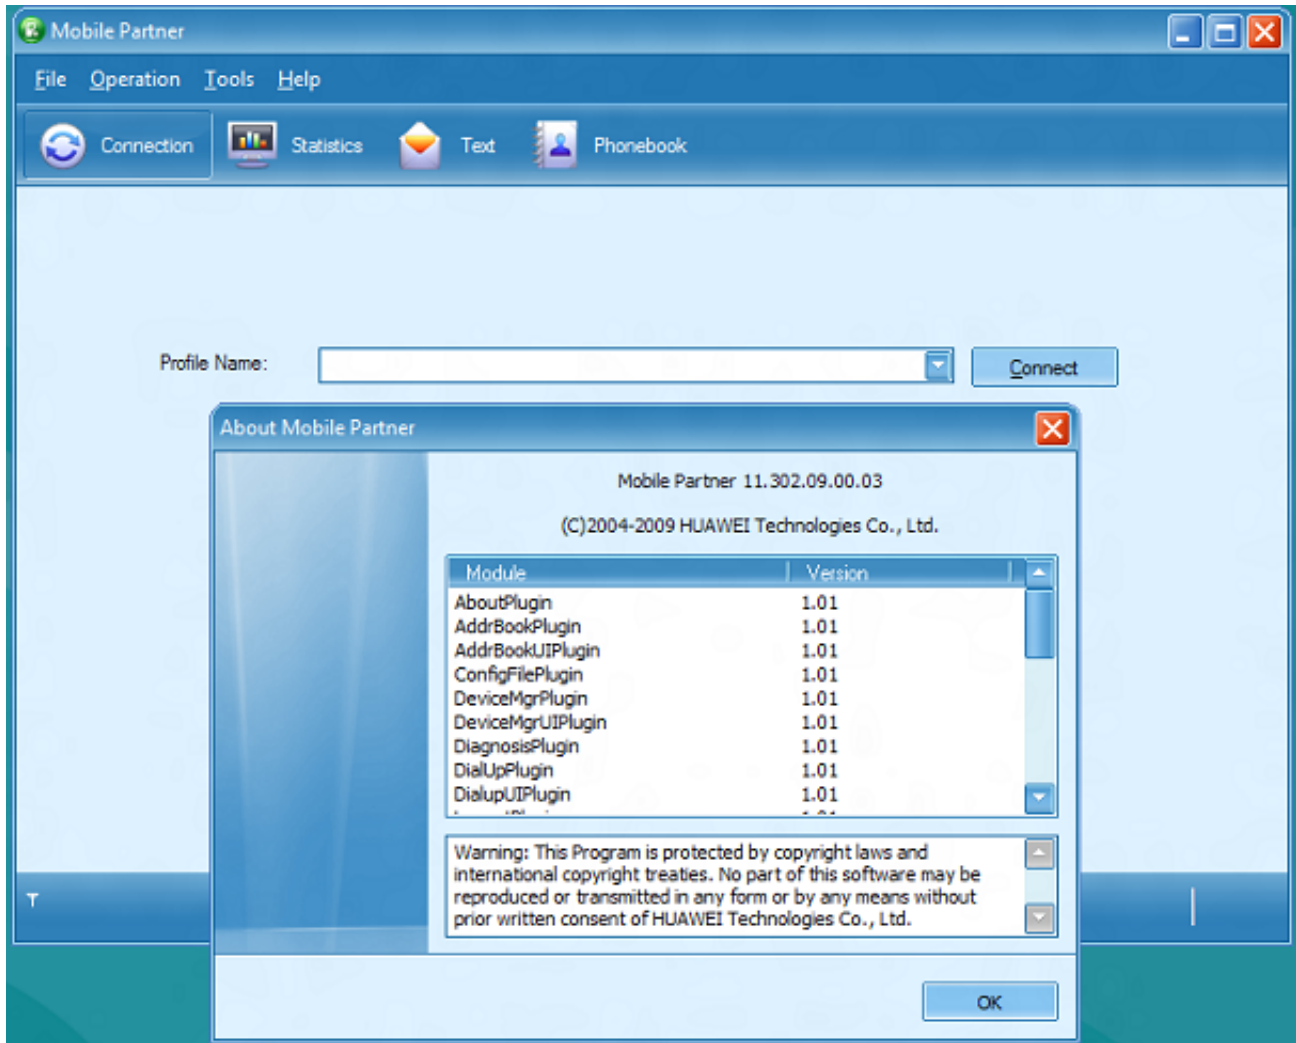 Mobile Partner
File Operation Tools Help
Connection Statistics Text Phonebook
Profile Name: Connect
About Mobile Partner
Mobile Partner 11.302.09.00.03
(C)2004-2009 HUAWEI Technologies Co., Ltd.
Module Version
AboutPlugin 1.01
AddrBookPlugin 1.01
AddrBookUIPlugin 1.01
ConfigFilePlugin 1.01
DeviceMgrPlugin 1.01
DeviceMgrUIPlugin 1.01
DiagnosisPlugin 1.01
DialUpPlugin 1.01
DialupUIPlugin 1.01
Warning: This Program is protected by copyright laws and
international copyright treaties. No part of this software may be
reproduced or transmitted in any form or by any means without
prior written consent of HUAWEI Technologies Co., Ltd.
OK